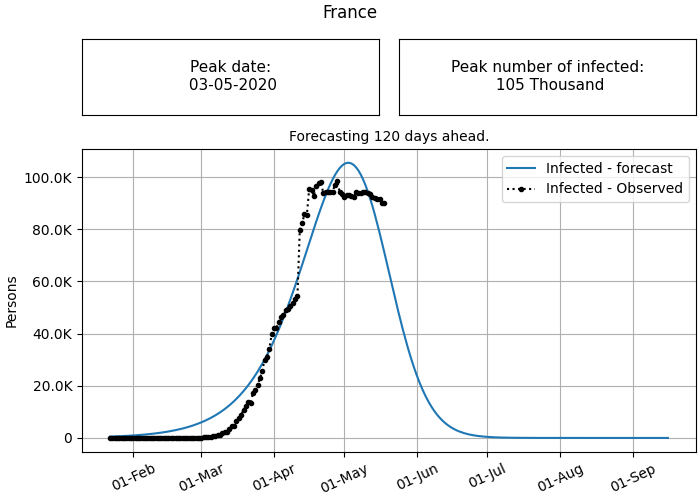 France
Peak date:
03-05-2020
Peak number of infected:
105 Thousand
Forecasting 120 days ahead.
Infected - forecast
Infected - Observed
Persons
100.0K
80.0K
60.0K
40.0K
20.0K
0
01-Feb
01-Mar
01-Apr
01-May
01-Jun
01-Jul
01-Aug
01-Sep